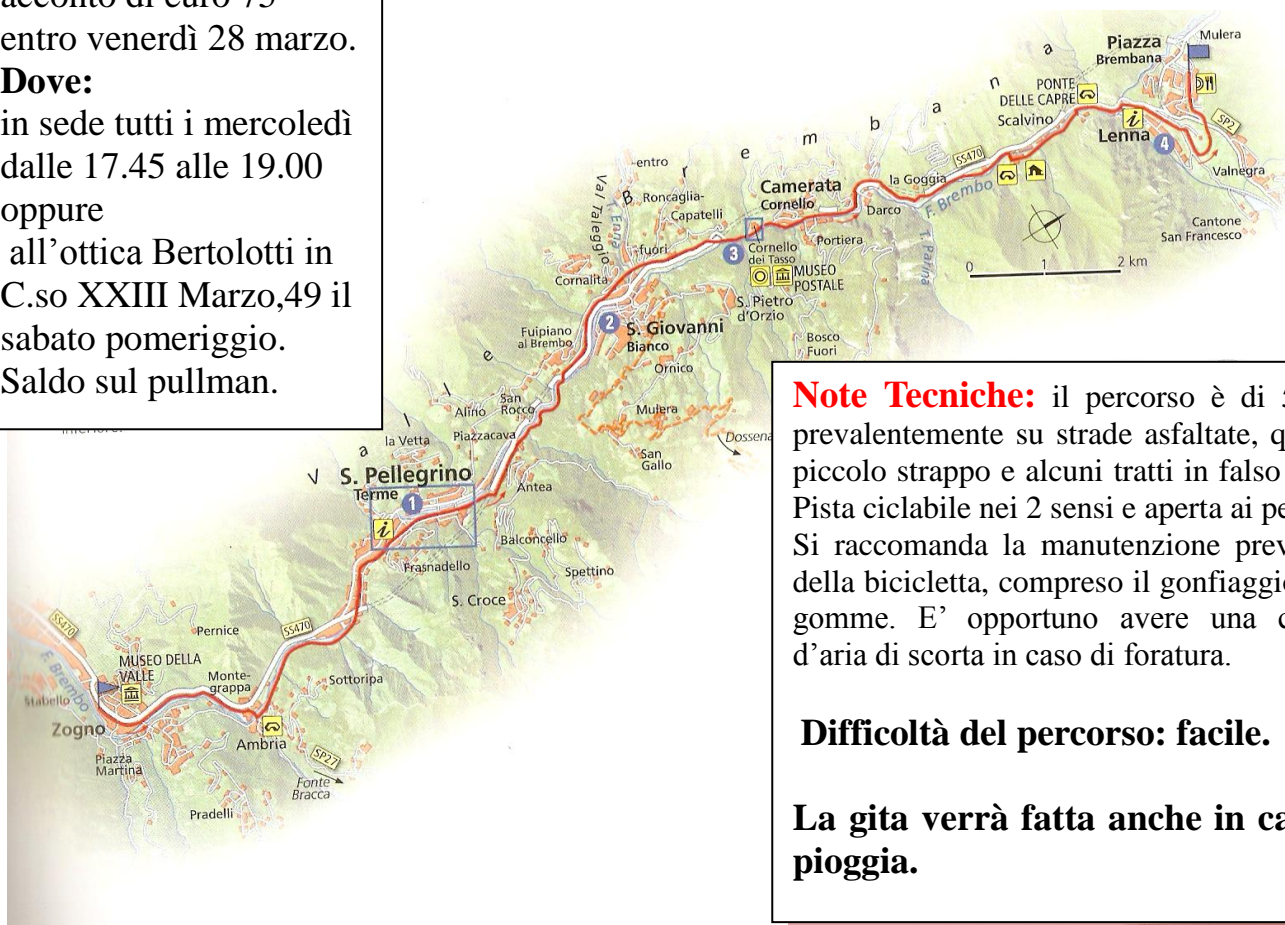 entro venerdì 28 marzo.
Dove:
in sede tutti i mercoledì
dalle 17.45 alle 19.00
oppure
all'ottica Bertolotti in
C.so XXIII Marzo,49 il
sabato pomeriggio.
Saldo sul pullman.
Mulera
Piazza
Brembana
PONTE
DELLE CAPRE
Scalvino
Lenna
4
SP2
Valnegra
Cantone
San Francesco
SS470
la Goggia
F. Brembo
Darco
T. Parina
0 1 2 km
Valle Brembana
-entro
Val Taleggio
T. Enna
Roncaglia-
Capatelli
-fuori
Camerata
Cornello
Portiera
3
Cornello
dei Tasso
MUSEO
POSTALE
S. Pietro
d'Orzio
Bosco
Fuori
Cornalita
2
S. Giovanni
Bianco
Fuipiano
al Brembo
Ornico
Mulera
San
Gallo
Dossena
San
Rocco
Alino
Piazzacava
la Vetta
S. Pellegrino
Terme
1
Antea
Balconcello
Frasnadello
Spettino
S. Croce
SS470
SS470
Pernice
F. Brembo
MUSEO DELLA
VALLE
Monte-
grappa
Sottoripa
Stabello
Zogno
Ambria
SP27
Piazza
Martina
Fonte
Bracca
Pradelli
Note Tecniche: il percorso è di
prevalentemente su strade asfaltate,
piccolo strappo e alcuni tratti in falso
Pista ciclabile nei 2 sensi e aperta ai
Si raccomanda la manutenzione
della bicicletta, compreso il
gomme. E' opportuno avere una
d'aria di scorta in caso di foratura.
Difficoltà del percorso: facile.
La gita verrà fatta anche in
pioggia.